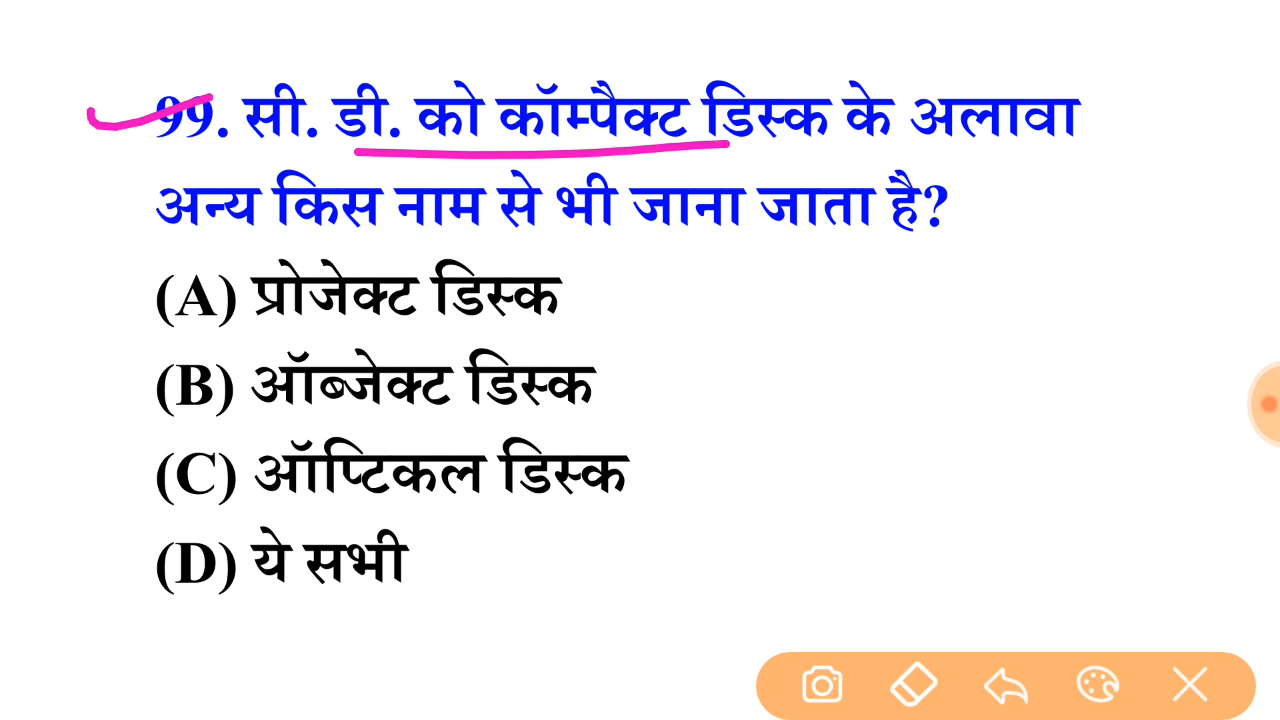 99. सी. डी. को कॉम्पैक्ट डिस्क के अलावा
अन्य किस नाम से भी जाना जाता है?
(A) प्रोजेक्ट डिस्क
(B) ऑब्जेक्ट डिस्क
(C) ऑप्टिकल डिस्क
(D) ये सभी